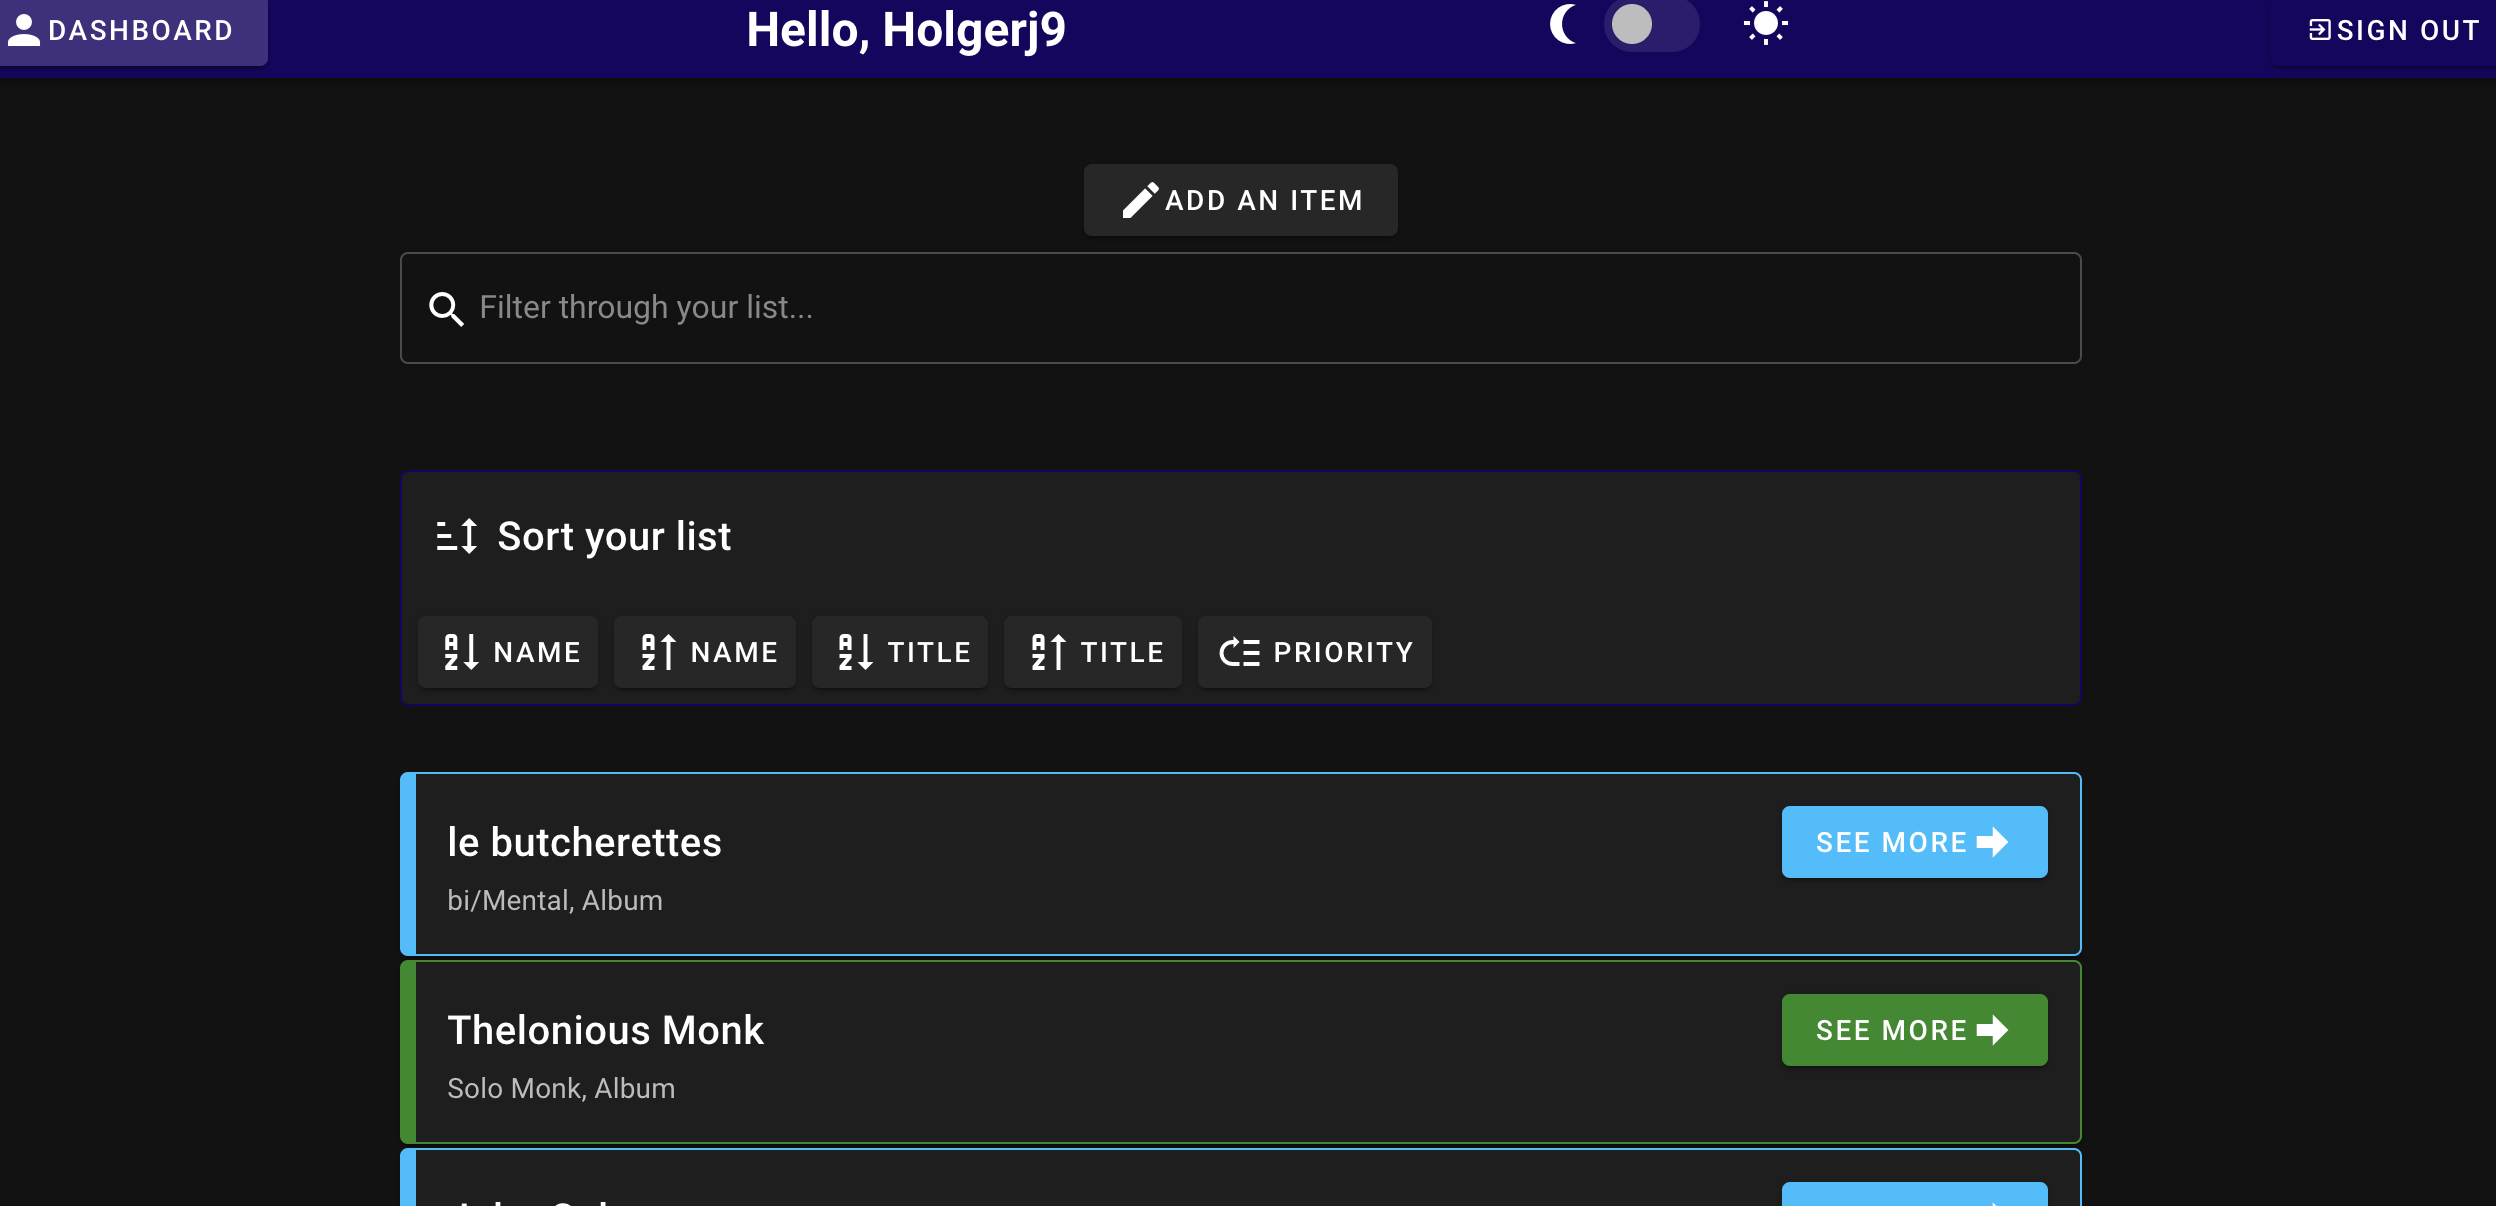 DASHBOARD
Hello, Holgerj9
SIGN OUT
ADD AN ITEM
Filter through your list...
Sort your list
NAME
NAME
TITLE
TITLE
PRIORITY
le butcherettes
SEE MORE
bi/Mental, Album
Thelonious Monk
SEE MORE
Solo Monk, Album